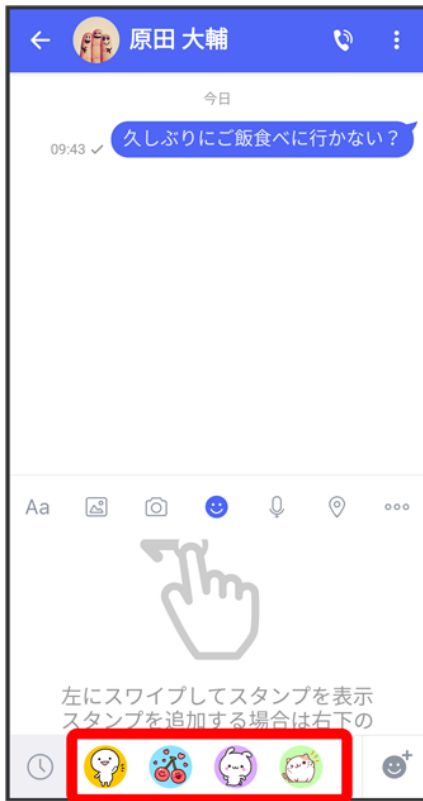 原田 大輔
今日
久しぶりにご飯食べに行かない？
09:43
Aa
左にスワイプしてスタンプを表示
スタンプを追加する場合は右下の